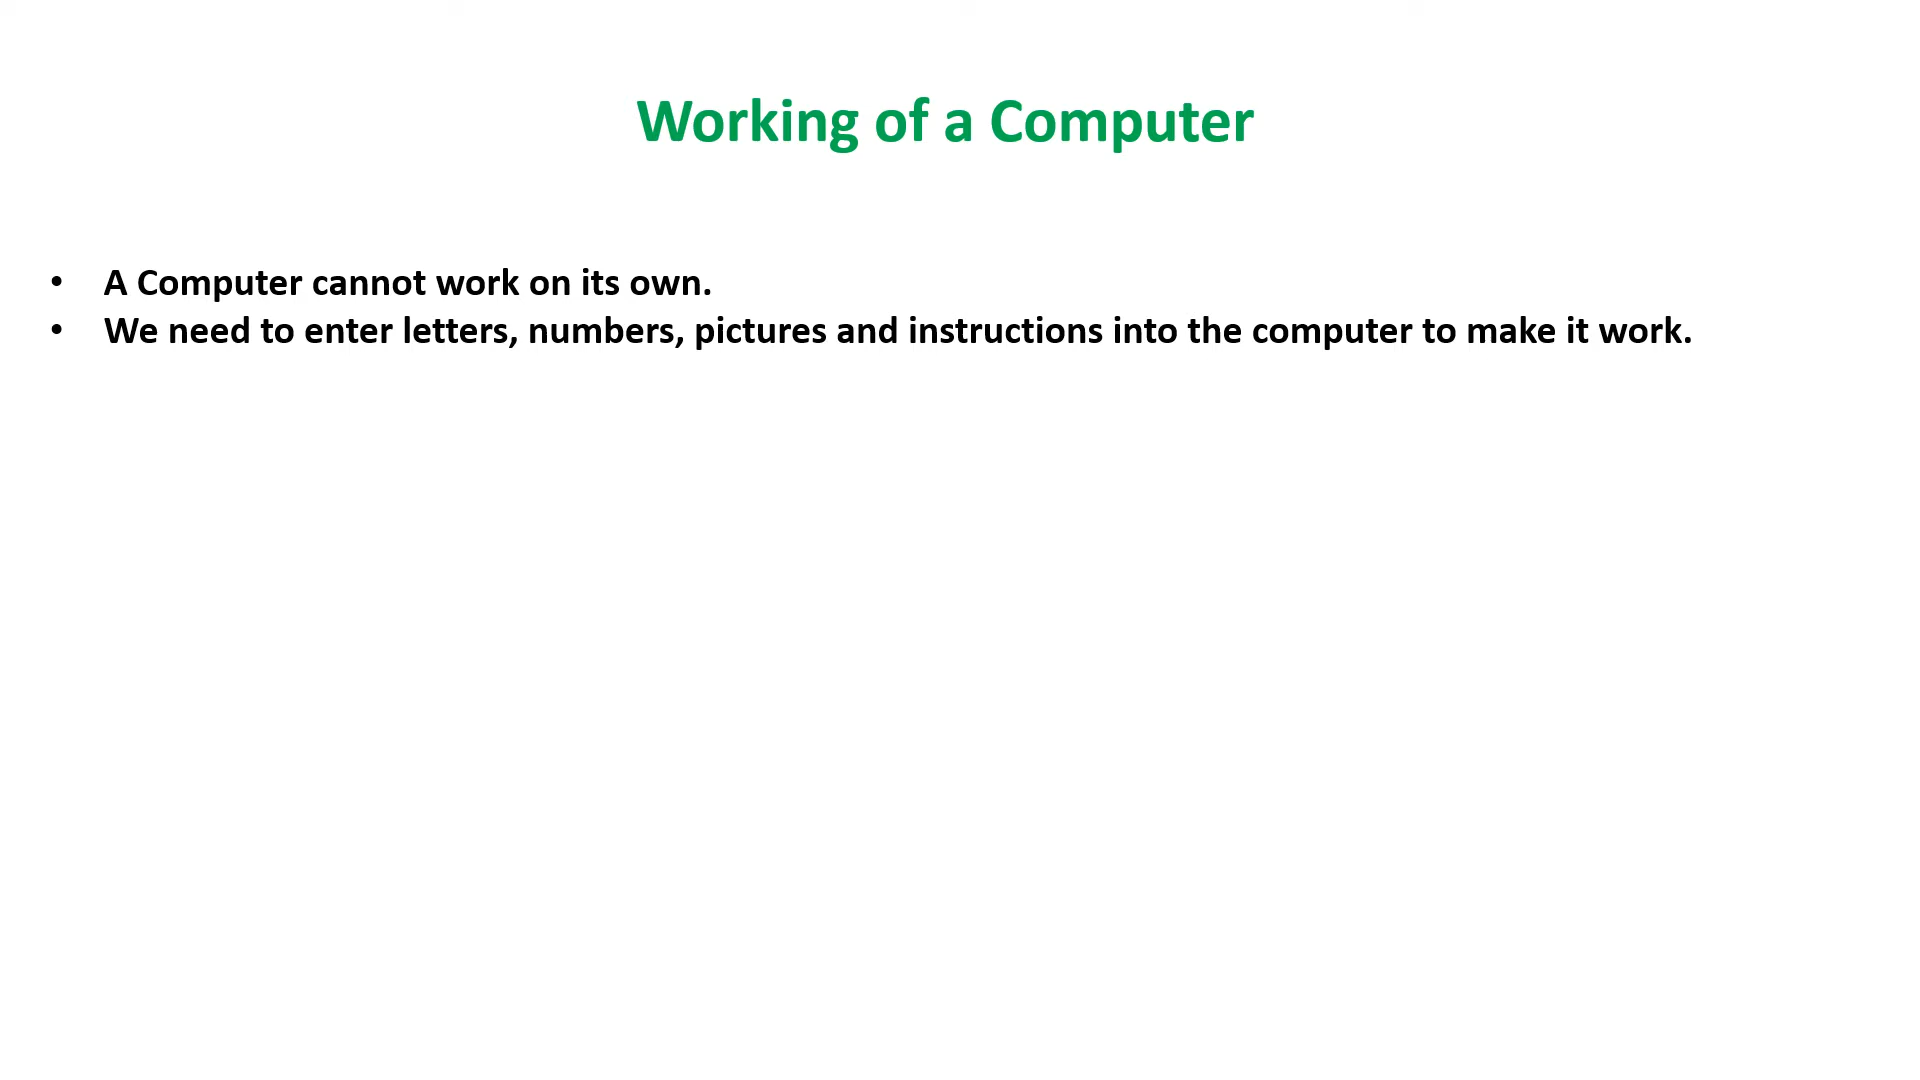 Working of a Computer
• A Computer cannot work on its own.
• We need to enter letters, numbers, pictures and instructions into the computer to make it work.